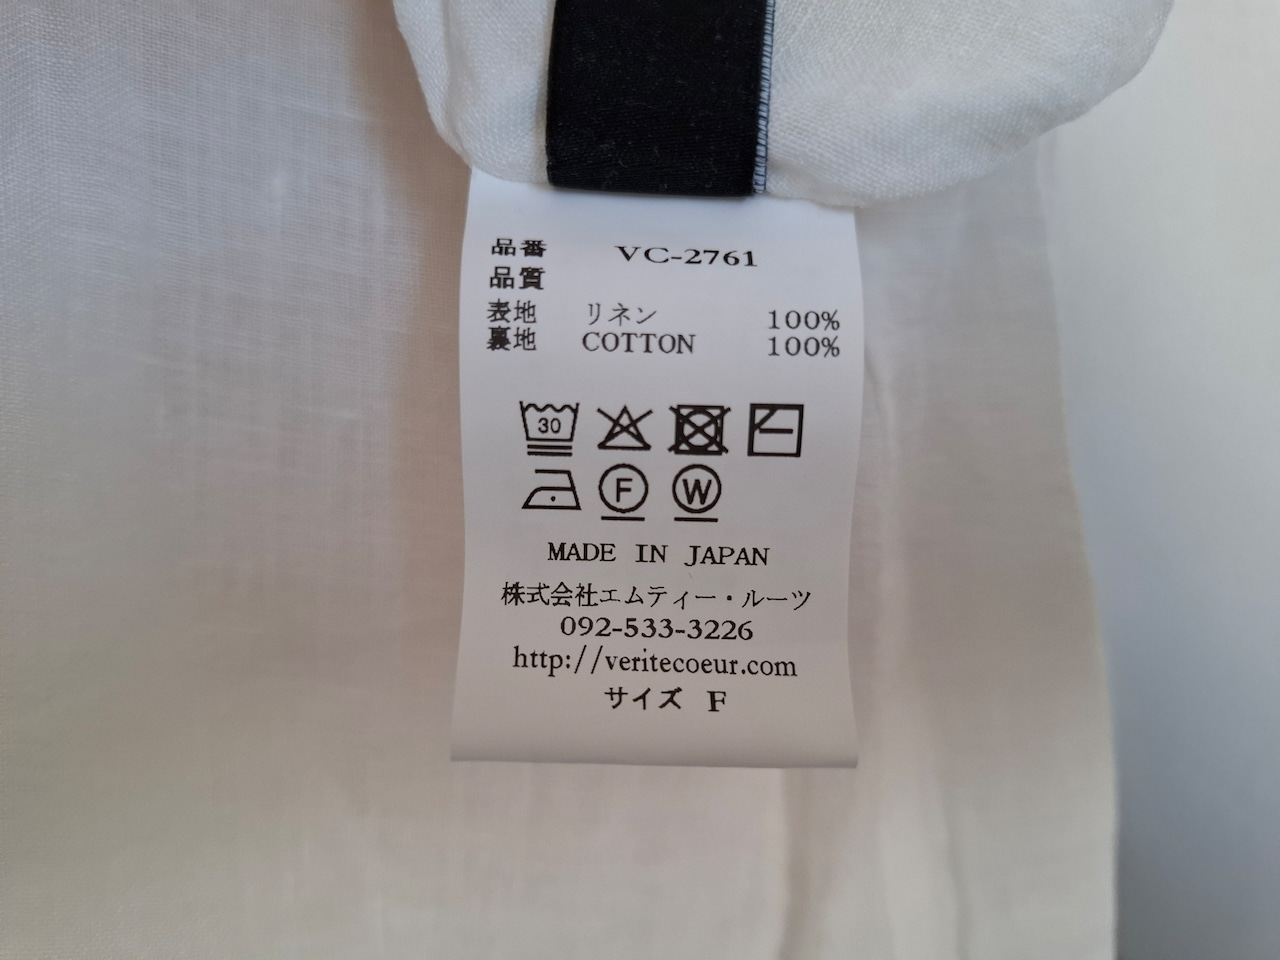 品番 VC-2761
品質
表地 リネン 100%
裏地 COTTON 100%
30
F W
MADE IN JAPAN
株式会社エムティー・ルーツ
092-533-3226
http://veritecoeur.com
サイズ F